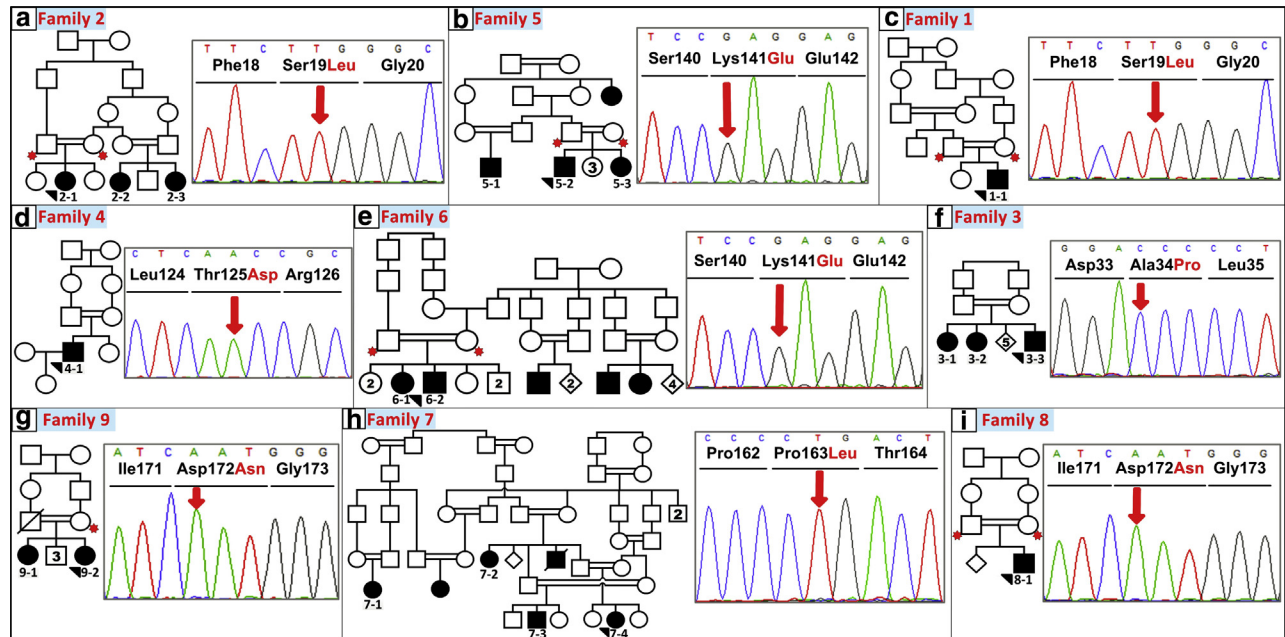 a Family 2
T T C T T G G G C
Phe18 Ser19Leu Gly20
2-1 2-2 2-3
b Family 5
T C C G A G G A G
Ser140 Lys141Glu Glu142
3
5-1 5-2 5-3
c Family 1
T T C T T G G G C
Phe18 Ser19Leu Gly20
1-1
d Family 4
C T C A A C C G C
Leu124 Thr125Asp Arg126
4-1
e Family 6
T C C G A G G A G
Ser140 Lys141Glu Glu142
2 2 2 4
6-1 6-2
f Family 3
G G A C C C C C T
Asp33 Ala34Pro Leu35
5
3-1 3-2 3-3
g Family 9
A T C A A T G G G
Ile171 Asp172Asn Gly173
3
9-1 9-2
h Family 7
C C C C T G A C T
Pro162 Pro163Leu Thr164
2
7-2
7-1
7-3 7-4
i Family 8
A T C A A T G G G
Ile171 Asp172Asn Gly173
8-1